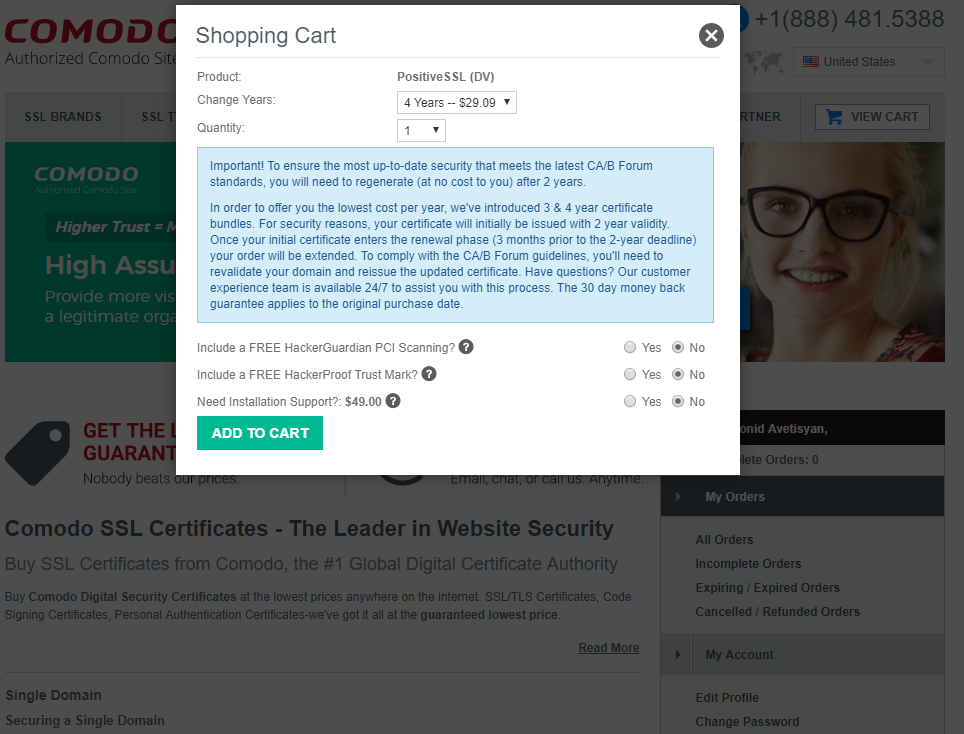 COMODO
Authorized Comodo Site
+1(888) 481.5388
United States
SSL BRANDS
SSL T
RTNER
VIEW CART
Shopping Cart
Product:
PositiveSSL (DV)
Change Years:
4 Years -- $29.09
Quantity:
1
Important! To ensure the most up-to-date security that meets the latest CA/B Forum
standards, you will need to regenerate (at no cost to you) after 2 years.
In order to offer you the lowest cost per year, we've introduced 3 & 4 year certificate
bundles. For security reasons, your certificate will initially be issued with 2 year validity.
Once your initial certificate enters the renewal phase (3 months prior to the 2-year deadline)
your order will be extended. To comply with the CA/B Forum guidelines, you'll need to
revalidate your domain and reissue the updated certificate. Have questions? Our customer
experience team is available 24/7 to assist you with this process. The 30 day money back
guarantee applies to the original purchase date.
Include a FREE HackerGuardian PCI Scanning? ?
Yes No
Include a FREE HackerProof Trust Mark? ?
Yes No
Need Installation Support?: $49.00 ?
Yes No
ADD TO CART
COMODO
Authorized Comodo Site
Higher Trust = M
High Assu
Provide more vis
a legitimate orga
GET THE L
GUARANT
Nobody beats our prices.
Email, chat, or call us. Anytime.
Comodo SSL Certificates - The Leader in Website Security
Buy SSL Certificates from Comodo, the #1 Global Digital Certificate Authority
Buy Comodo Digital Security Certificates at the lowest prices anywhere on the internet. SSL/TLS Certificates, Code
Signing Certificates, Personal Authentication Certificates-we've got it all at the guaranteed lowest price.
Read More
Single Domain
Securing a Single Domain
onid Avetisyan,
lete Orders: 0
My Orders
All Orders
Incomplete Orders
Expiring / Expired Orders
Cancelled / Refunded Orders
My Account
Edit Profile
Change Password